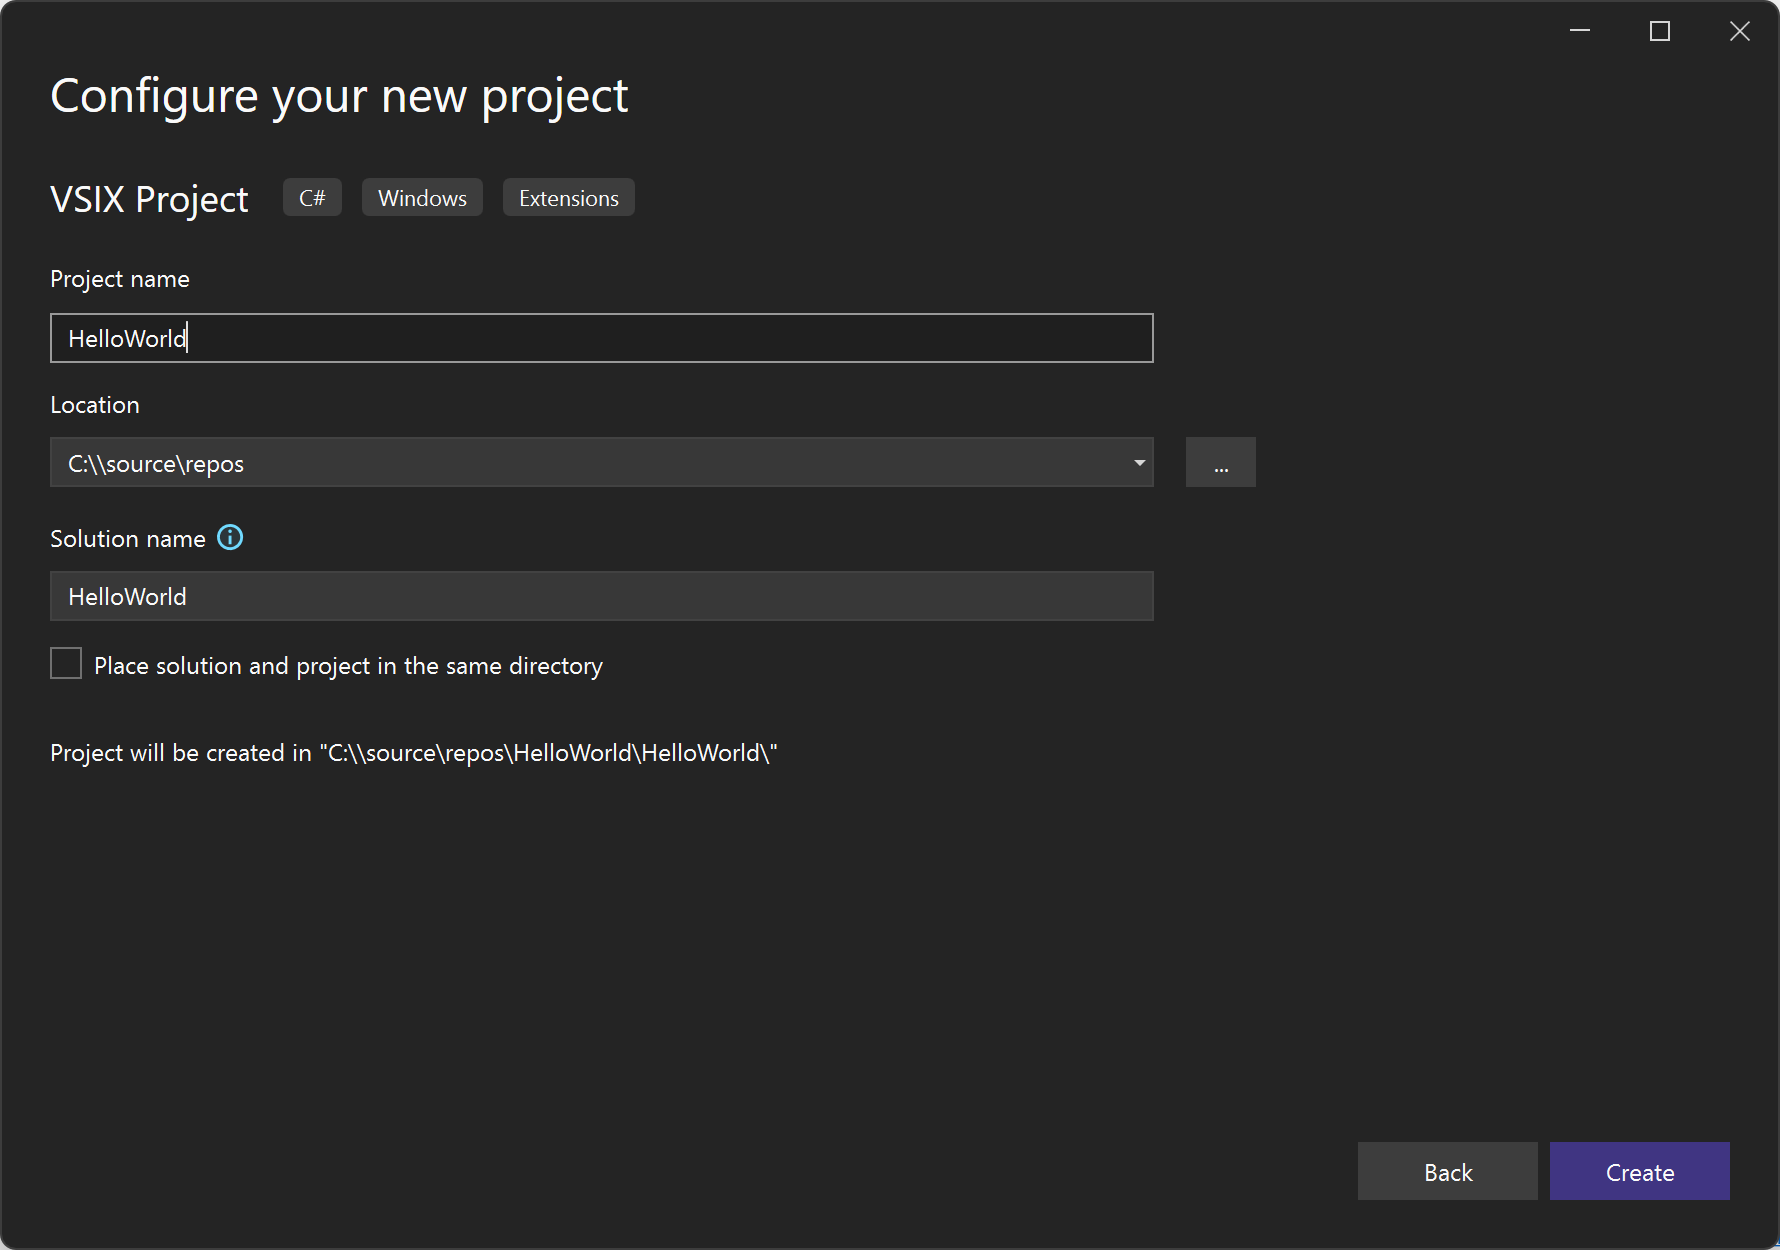 Configure your new project
VSIX Project C# Windows Extensions
Project name
HelloWorld
Location
C:\\source\repos
...
Solution name
HelloWorld
Place solution and project in the same directory
Project will be created in "C:\\source\repos\HelloWorld\HelloWorld\"
Back Create